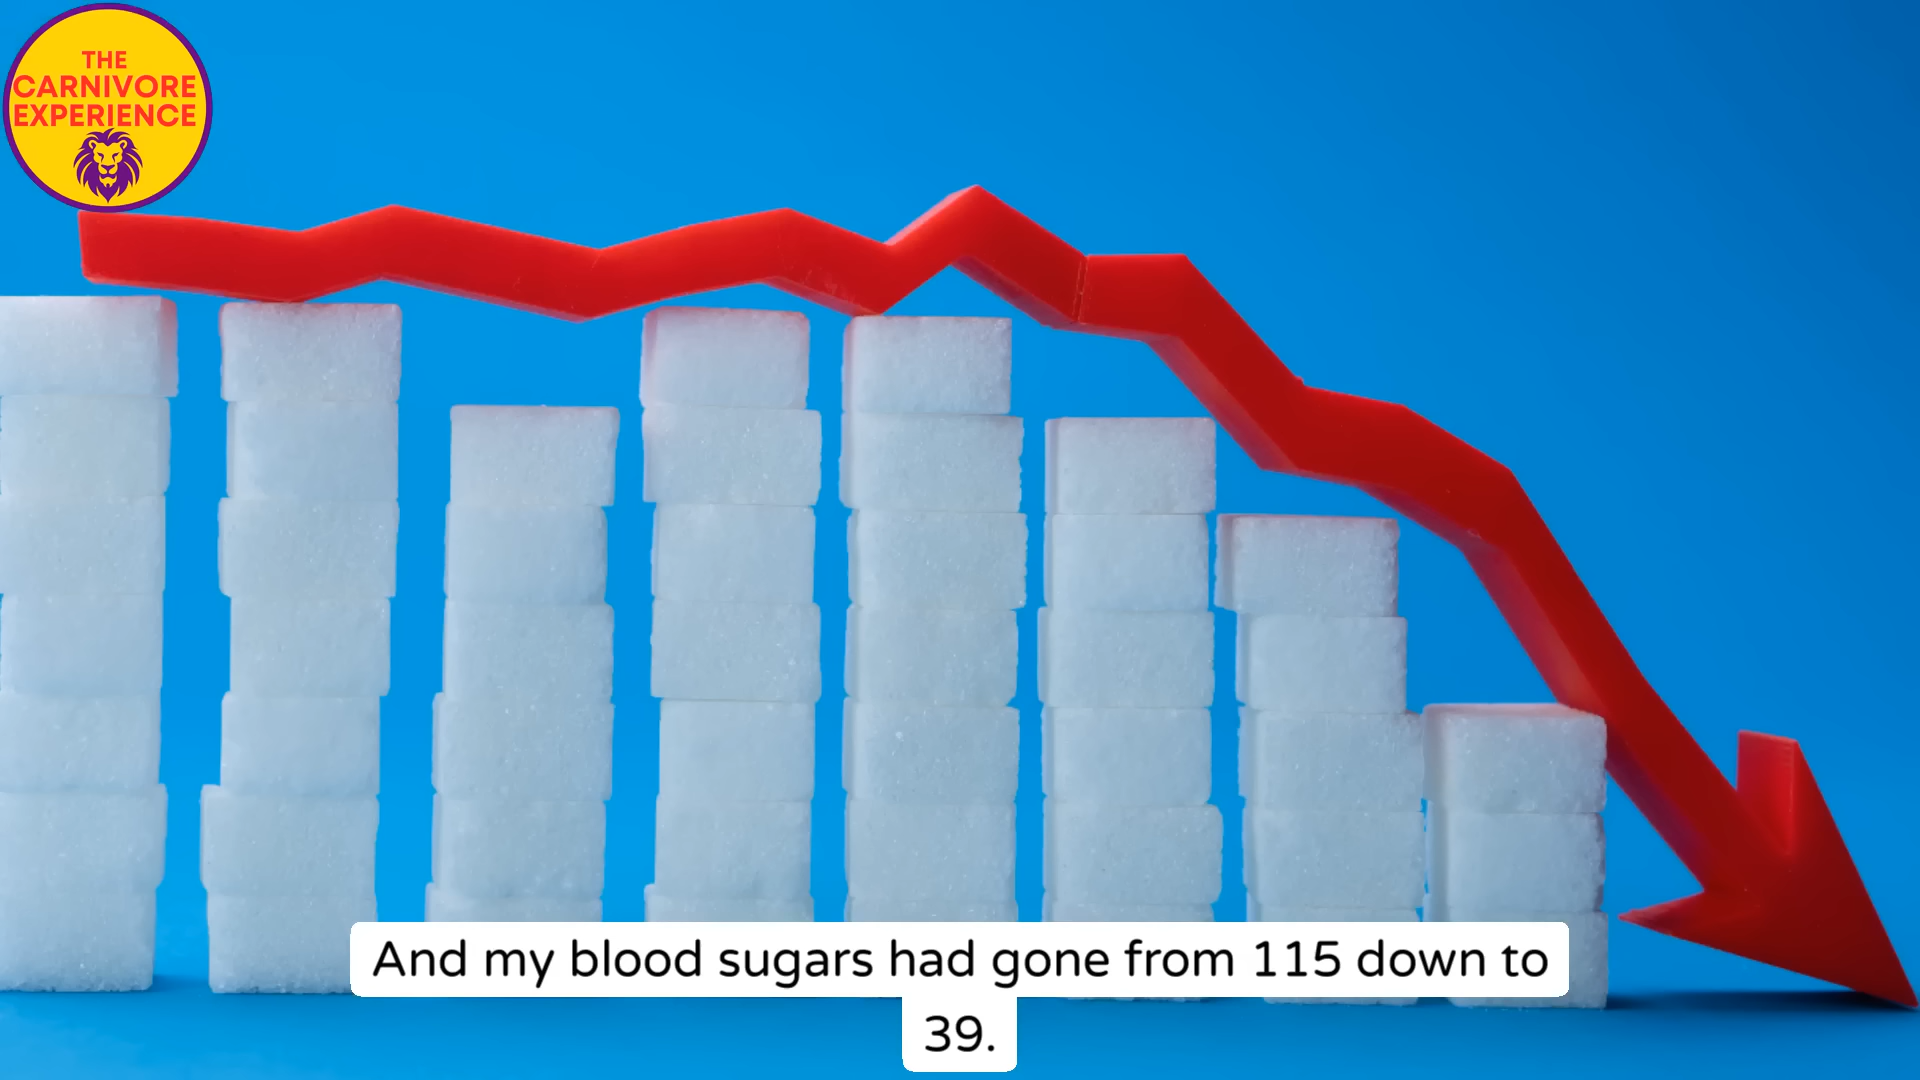 THE
CARNIVORE
EXPERIENCE
And my blood sugars had gone from 115 down to
39.